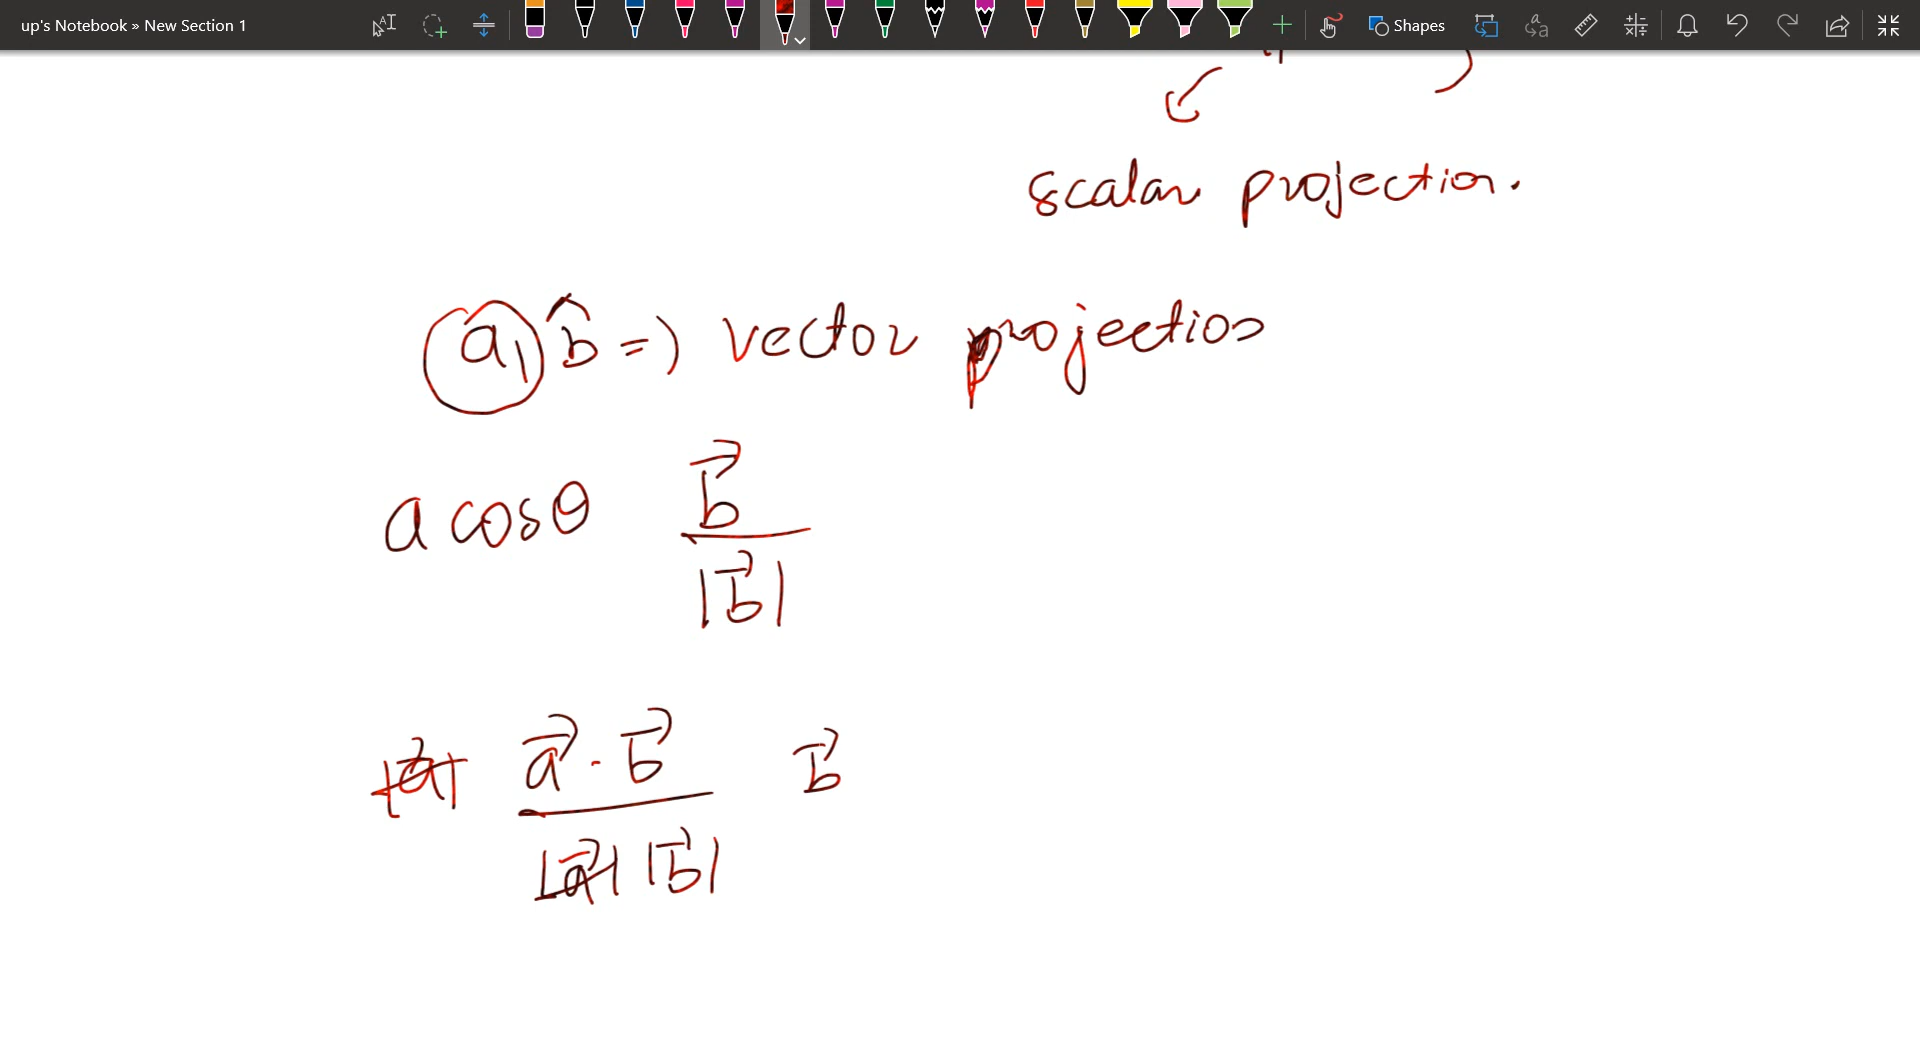 up's Notebook » New Section 1
Shapes
scalar projection.
a₁ b̂ => vector projection
a cosθ b⃗ / |b⃗|
|a⃗| a⃗ · b⃗ / |a⃗| |b⃗| b⃗